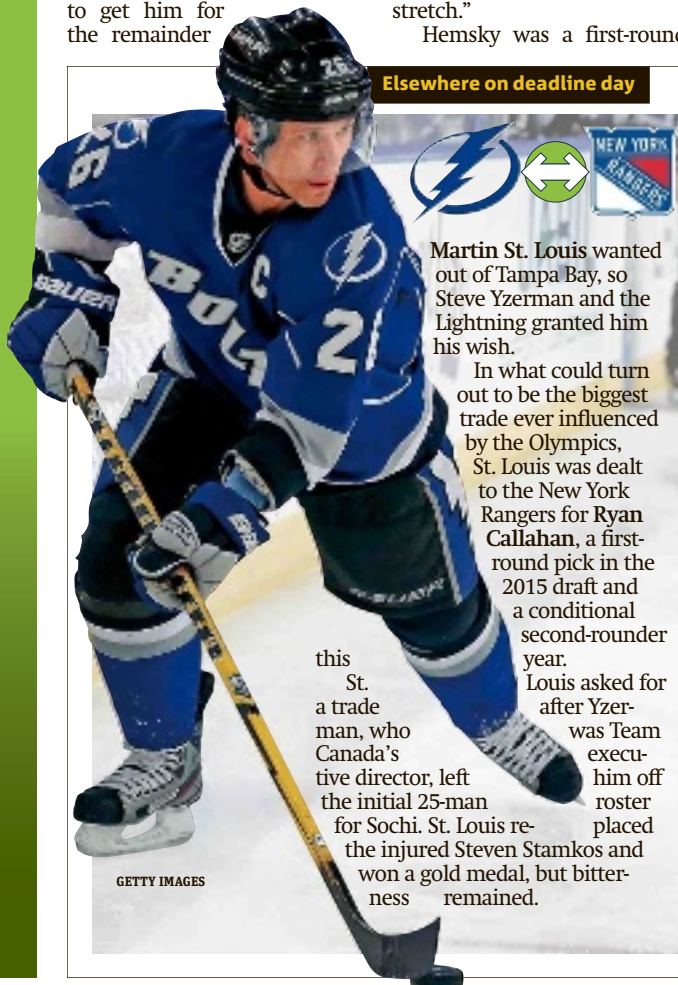 to get him for
the remainder
stretch.”
Hemsky was a first-round
Elsewhere on deadline day
NEW YORK
RANGERS
Martin St. Louis wanted
out of Tampa Bay, so
Steve Yzerman and the
Lightning granted him
his wish.
In what could turn
out to be the biggest
trade ever influenced
by the Olympics,
St. Louis was dealt
to the New York
Rangers for Ryan
Callahan, a first-
round pick in the
2015 draft and
a conditional
second-rounder
this year.
St. Louis asked for
a trade after Yzer-
man, who was Team
Canada’s execu-
tive director, left him off
the initial 25-man roster
for Sochi. St. Louis re- placed
the injured Steven Stamkos and
won a gold medal, but bitter-
ness remained.
26
26
BAUER
BOLT
C
2
GETTY IMAGES